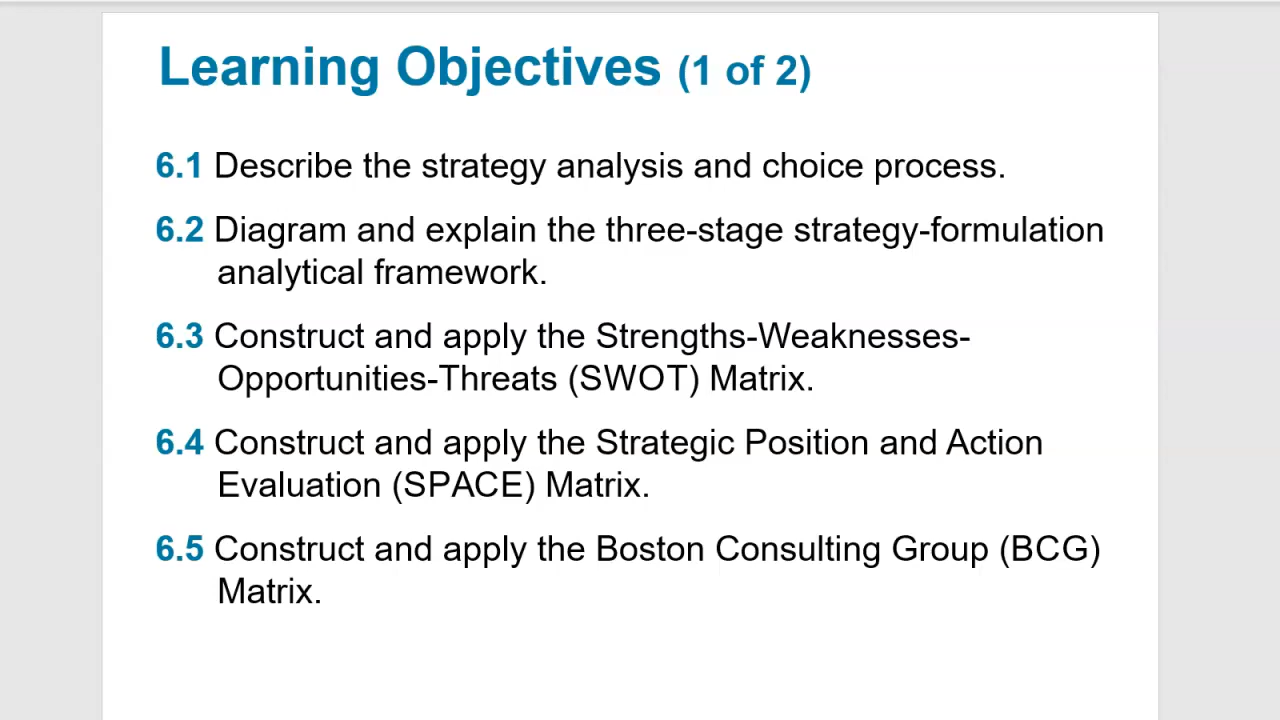 Learning Objectives (1 of 2)
6.1 Describe the strategy analysis and choice process.
6.2 Diagram and explain the three-stage strategy-formulation
analytical framework.
6.3 Construct and apply the Strengths-Weaknesses-
Opportunities-Threats (SWOT) Matrix.
6.4 Construct and apply the Strategic Position and Action
Evaluation (SPACE) Matrix.
6.5 Construct and apply the Boston Consulting Group (BCG)
Matrix.